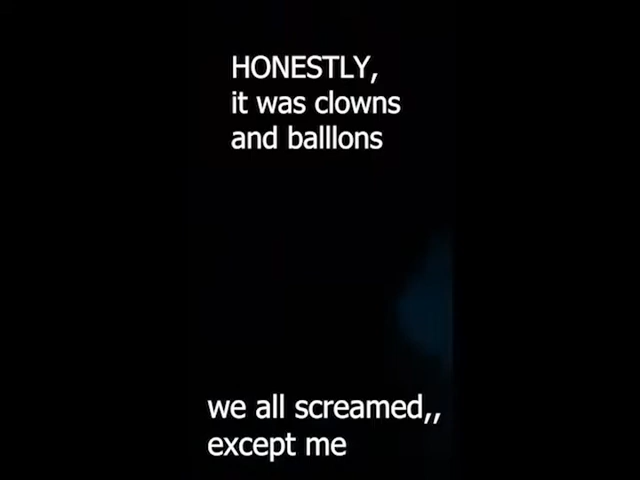 HONESTLY,
it was clowns
and balllons
we all screamed,,
except me